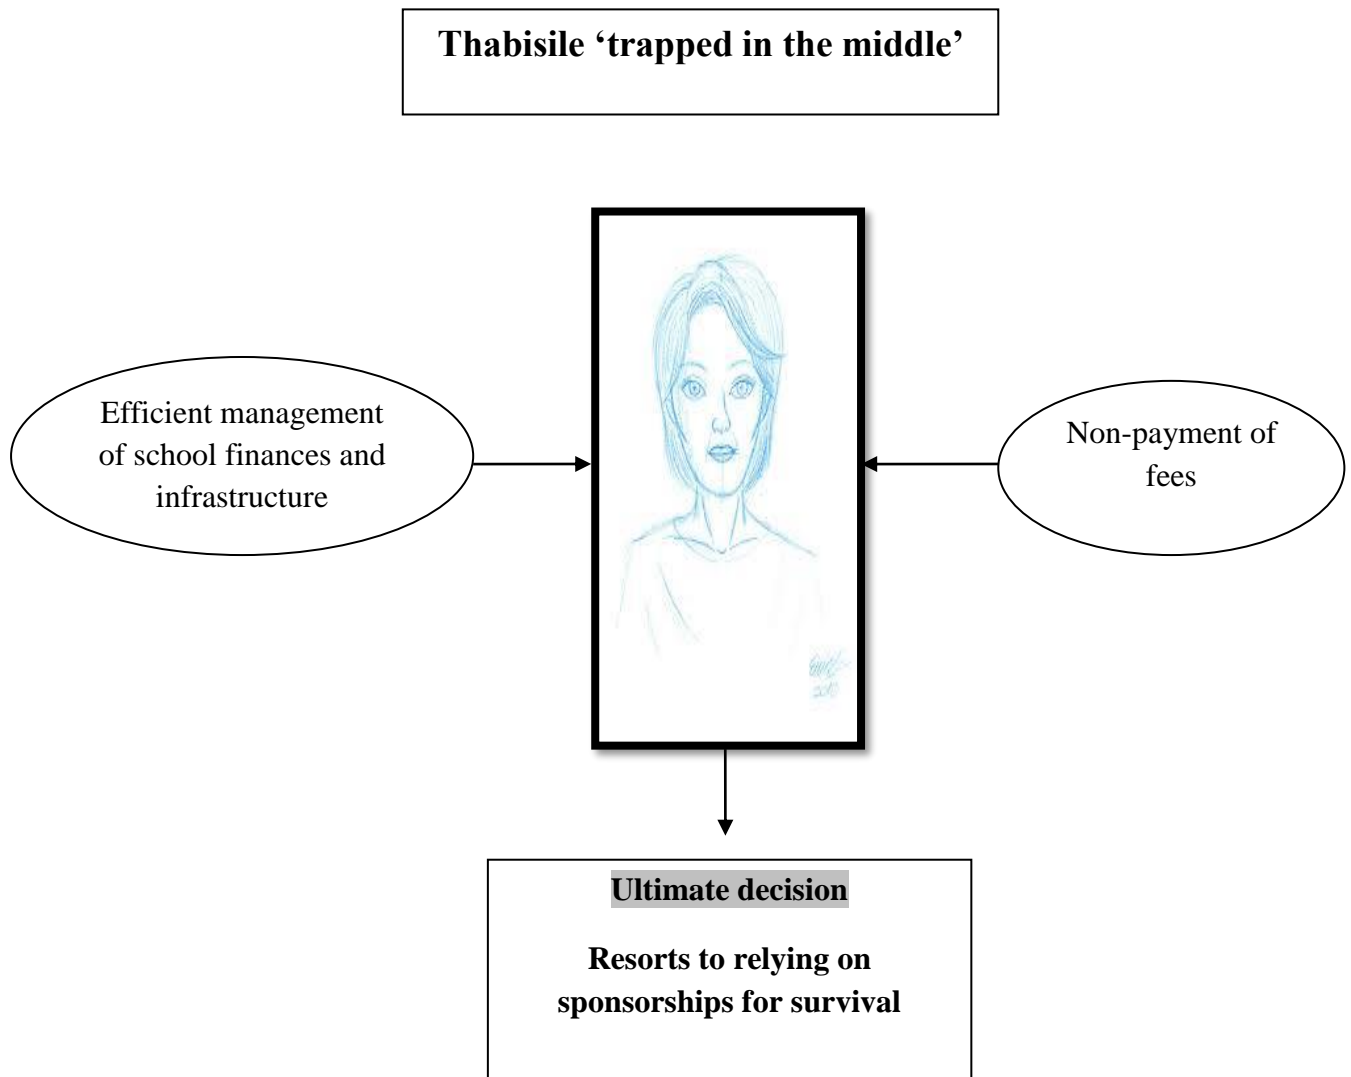 Thabisile ‘trapped in the middle’
Efficient management
of school finances and
infrastructure
Non-payment of
fees
Ultimate decision
Resorts to relying on
sponsorships for survival